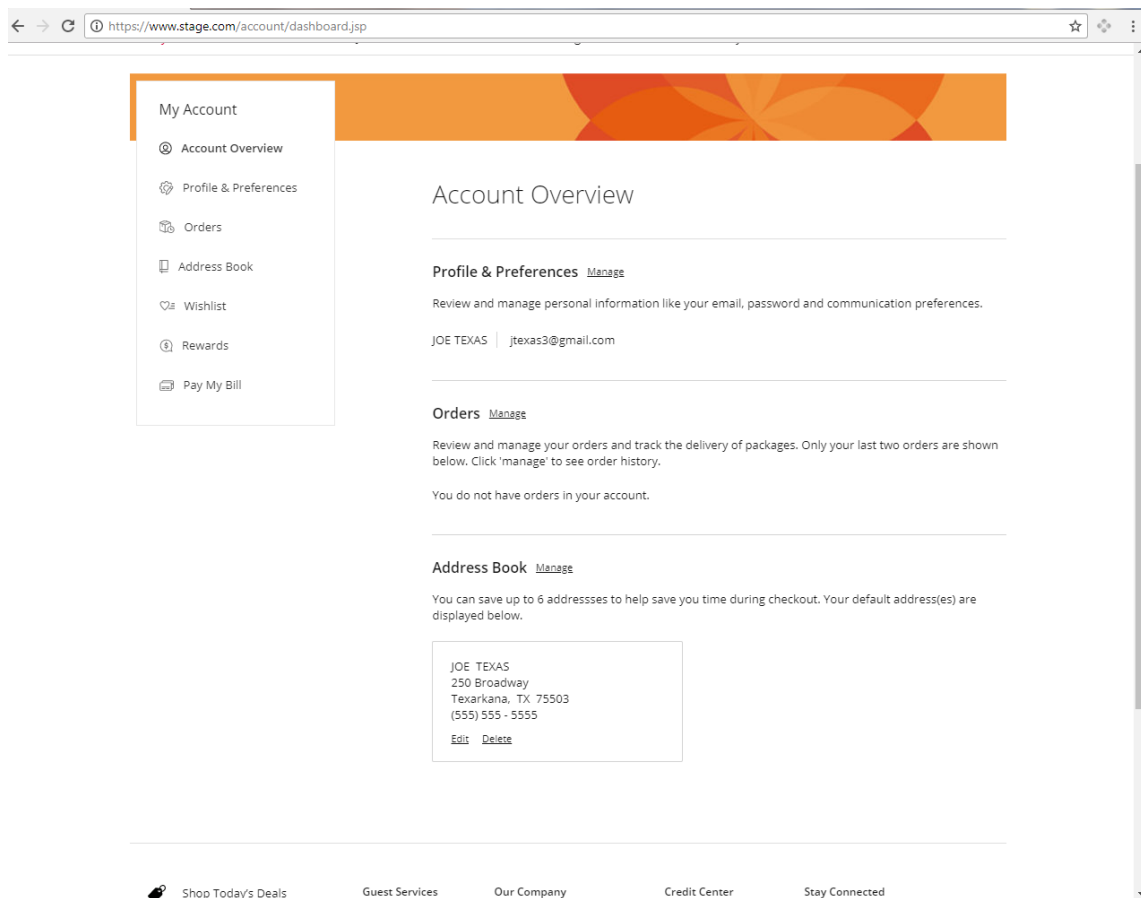 https://www.stage.com/account/dashboard.jsp
My Account
Account Overview
Profile & Preferences
Orders
Address Book
Wishlist
Rewards
Pay My Bill
Account Overview
Profile & Preferences Manage
Review and manage personal information like your email, password and communication preferences.
JOE TEXAS jtexas3@gmail.com
Orders Manage
Review and manage your orders and track the delivery of packages. Only your last two orders are shown
below. Click 'manage' to see order history.
You do not have orders in your account.
Address Book Manage
You can save up to 6 addressses to help save you time during checkout. Your default address(es) are
displayed below.
JOE TEXAS
250 Broadway
Texarkana, TX 75503
(555) 555 - 5555
Edit Delete
Shop Today's Deals Guest Services Our Company Credit Center Stay Connected